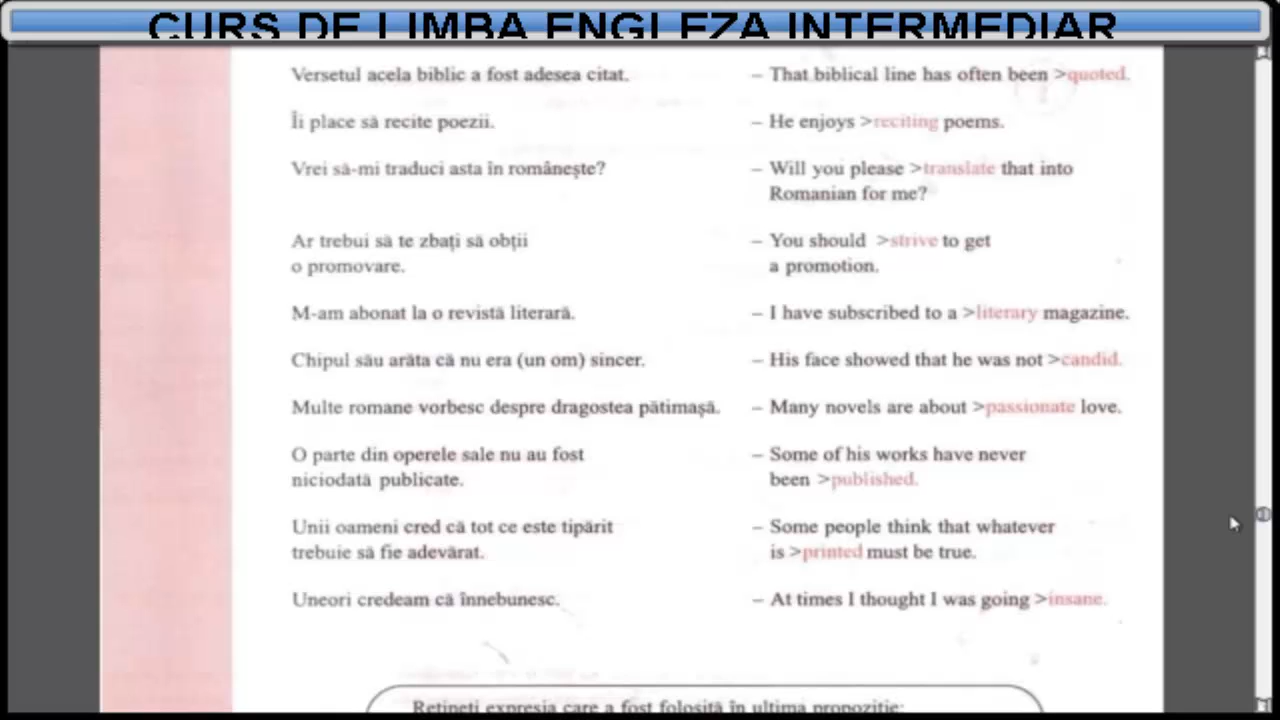 CURS DE LIMBA ENGLEZA INTERMEDIAR
Versetul acela biblic a fost adesea citat. – That biblical line has often been >quoted.
Îi place să recite poezii. – He enjoys >reciting poems.
Vrei să-mi traduci asta în românește? – Will you please >translate that into
Romanian for me?
Ar trebui să te zbați să obții – You should >strive to get
o promovare. a promotion.
M-am abonat la o revistă literară. – I have subscribed to a >literary magazine.
Chipul său arăta că nu era (un om) sincer. – His face showed that he was not >candid.
Multe romane vorbesc despre dragostea pătimașă. – Many novels are about >passionate love.
O parte din operele sale nu au fost – Some of his works have never
niciodată publicate. been >published.
Unii oameni cred că tot ce este tipărit – Some people think that whatever
trebuie să fie adevărat. is >printed must be true.
Uneori credeam că înnebunesc. – At times I thought I was going >insane.
Rețineți expresia care a fost folosită în ultima propoziție: